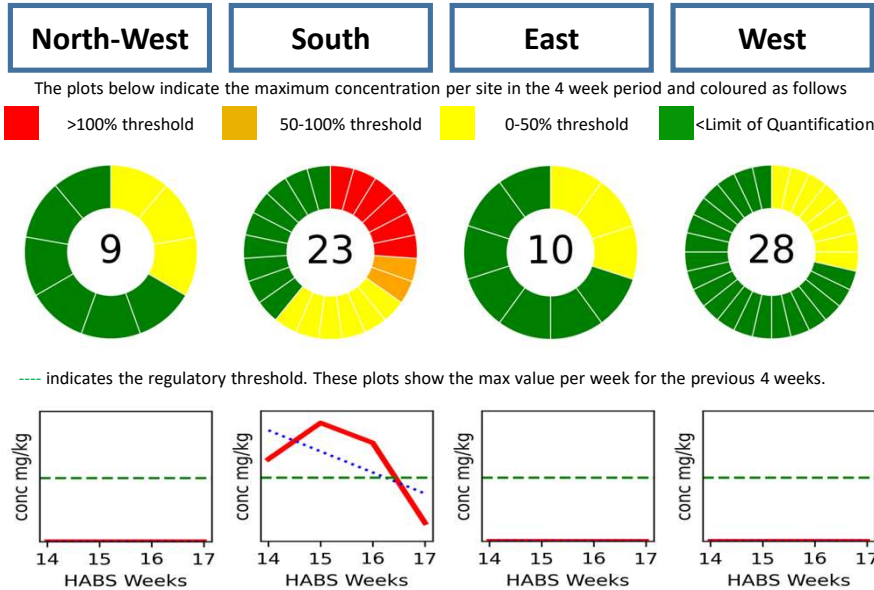 North-West South East West
The plots below indicate the maximum concentration per site in the 4 week period and coloured as follows
>100% threshold 50-100% threshold 0-50% threshold <Limit of Quantification
9 23 10 28
---- indicates the regulatory threshold. These plots show the max value per week for the previous 4 weeks.
conc mg/kg conc mg/kg conc mg/kg conc mg/kg
14 15 16 17 14 15 16 17 14 15 16 17 14 15 16 17
HABS Weeks HABS Weeks HABS Weeks HABS Weeks